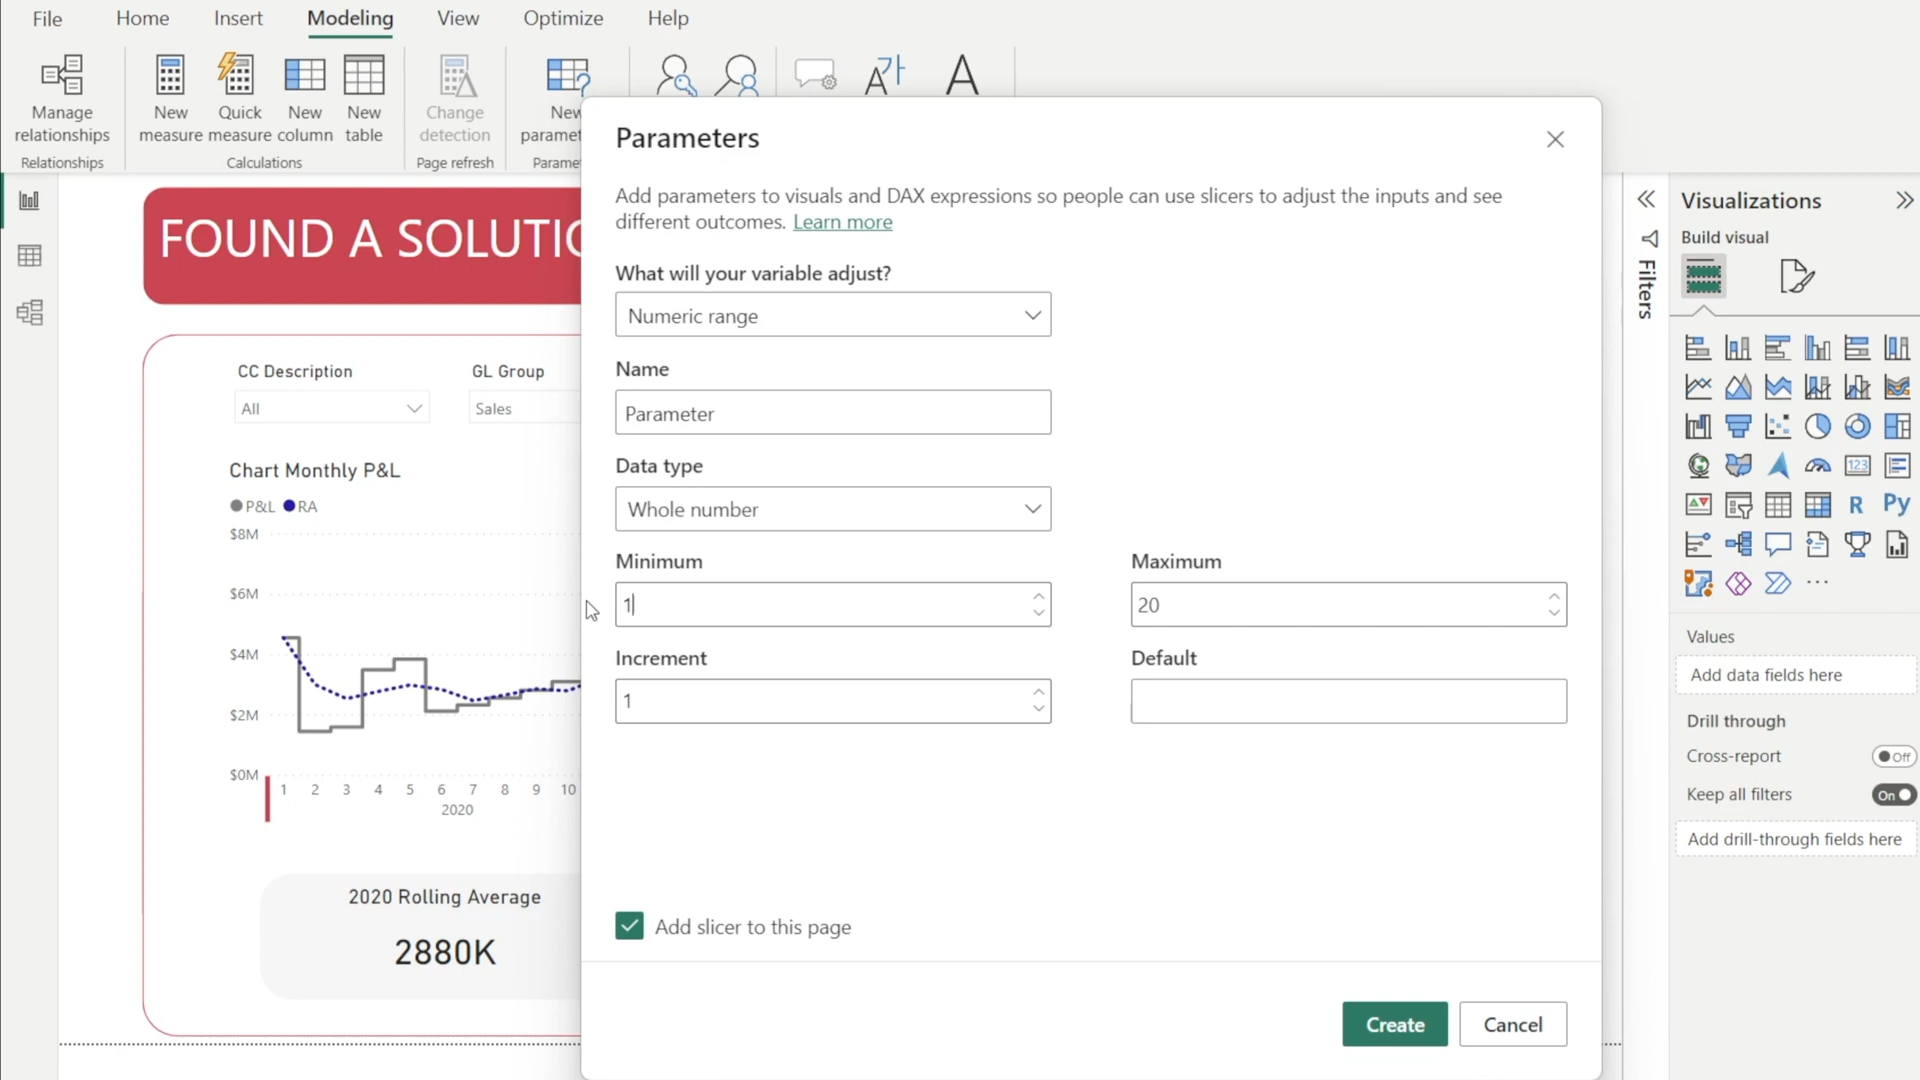 File Home Insert Modeling View Optimize Help
Manage relationships
New measure
Quick measure
New column
New table
Change detection
New
Relationships Calculations Page refresh
FOUND A
CC Description GL Group
All Sales
Chart Monthly P&L
P&L RA
$8M
$6M
$4M
$2M
$0M
1 2 3 4 5 6 7 8 9 10
2020
2020 Rolling Average
2880K
Parameters
Add parameters to visuals and DAX expressions so people can use slicers to adjust the inputs and see
different outcomes. Learn more
What will your variable adjust?
Numeric range
Name
Parameter
Data type
Whole number
Minimum Maximum
1 20
Increment Default
1
Add slicer to this page
Create Cancel
Filters
Visualizations
Build visual
123
R Py
Values
Add data fields here
Drill through
Cross-report Off
Keep all filters On
Add drill-through fields here